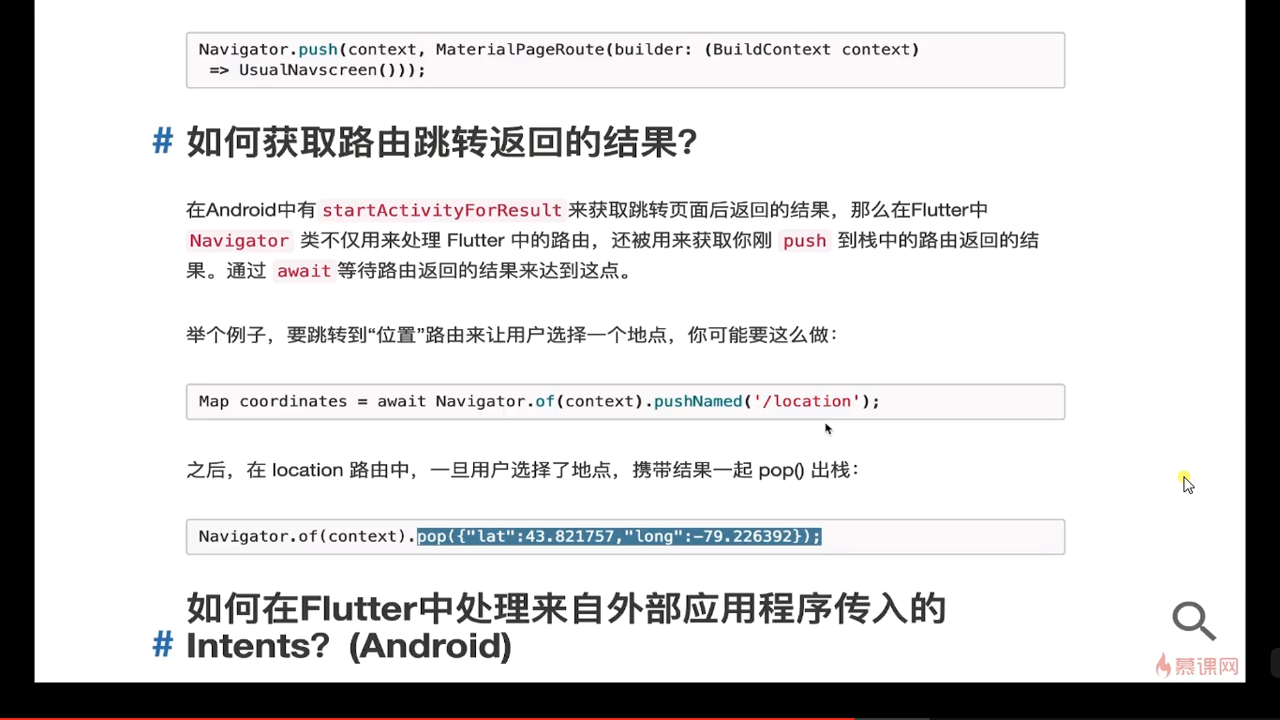 Navigator.push(context, MaterialPageRoute(builder: (BuildContext context)
=> UsualNavscreen()));
# 如何获取路由跳转返回的结果?
在Android中有 startActivityForResult 来获取跳转页面后返回的结果，那么在Flutter中
Navigator 类不仅用来处理 Flutter 中的路由，还被用来获取你刚 push 到栈中的路由返回的结
果。通过 await 等待路由返回的结果来达到这点。
举个例子，要跳转到“位置”路由来让用户选择一个地点，你可能要这么做：
Map coordinates = await Navigator.of(context).pushNamed('/location');
之后，在 location 路由中，一旦用户选择了地点，携带结果一起 pop() 出栈：
Navigator.of(context).pop({"lat":43.821757,"long":-79.226392});
如何在Flutter中处理来自外部应用程序传入的
# Intents？(Android)
慕课网